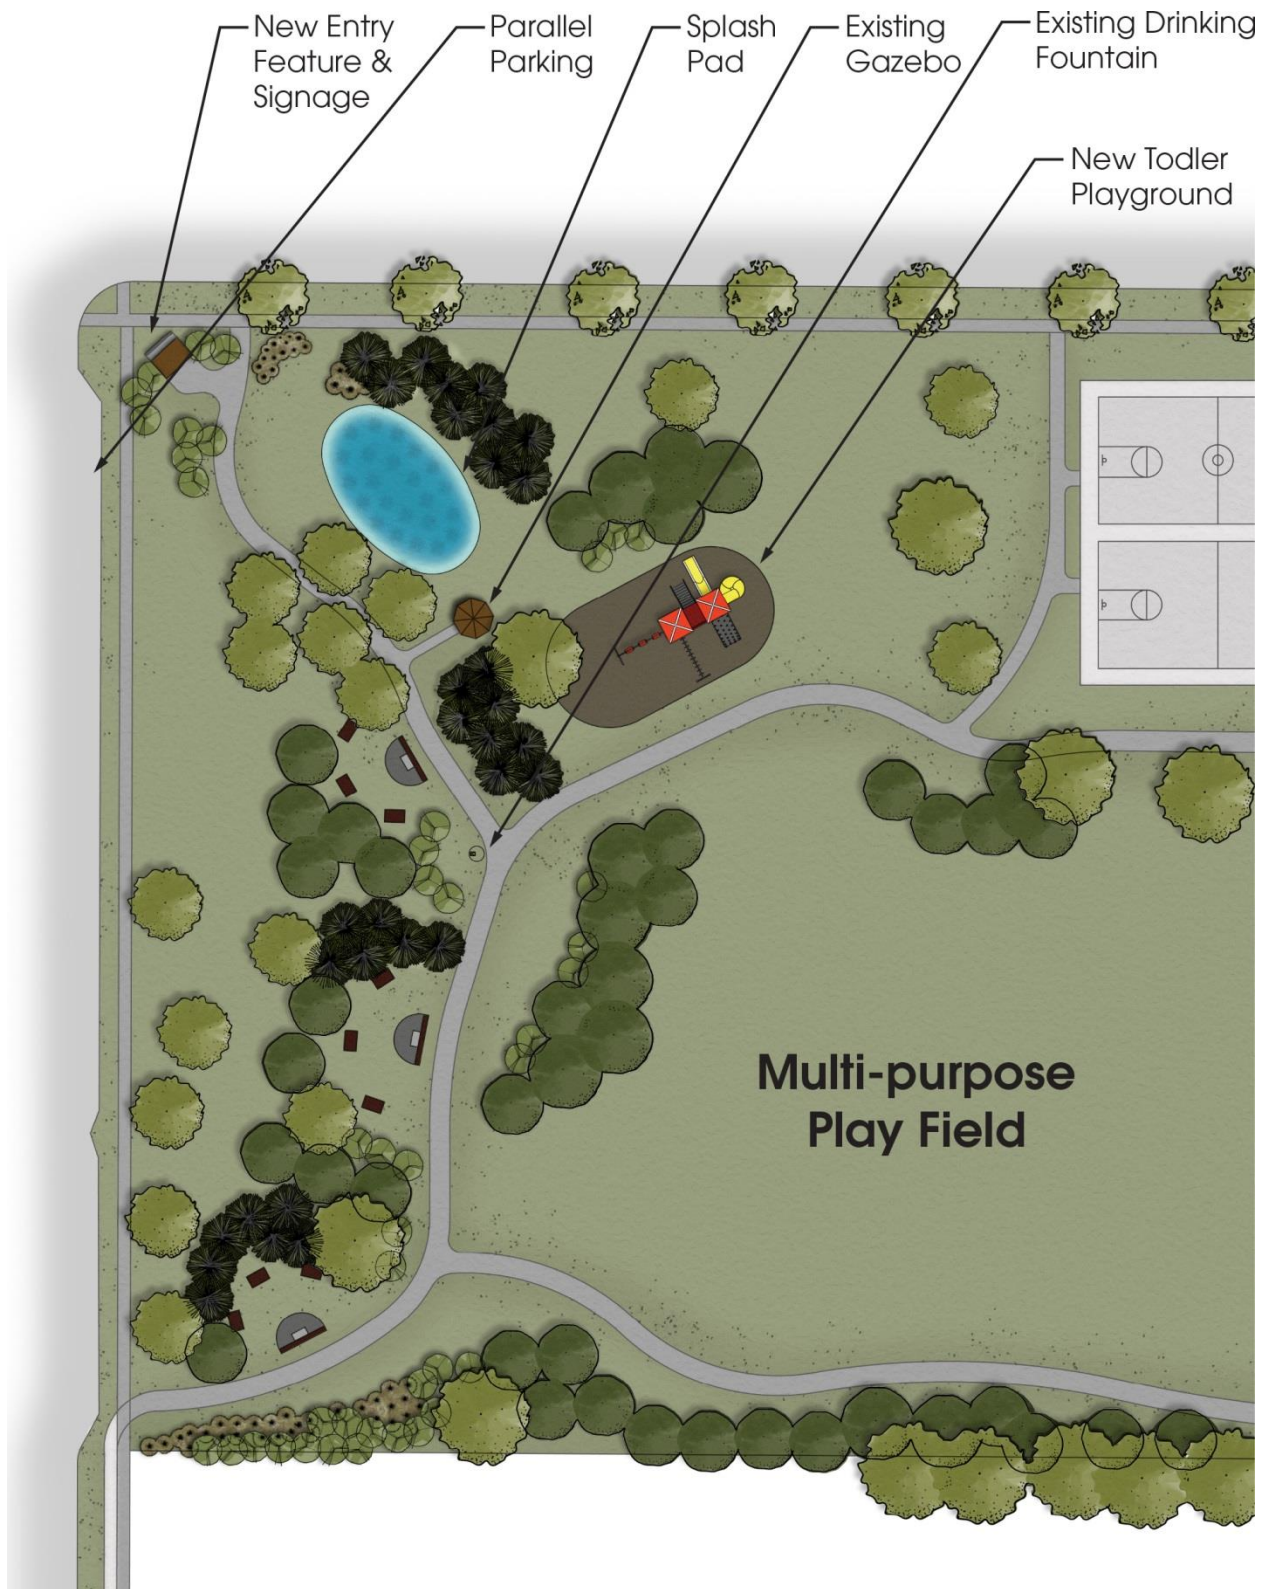 New Entry
Feature &
Signage
Parallel
Parking
Splash
Pad
Existing
Gazebo
Existing Drinking
Fountain
New Todler
Playground
Multi-purpose
Play Field